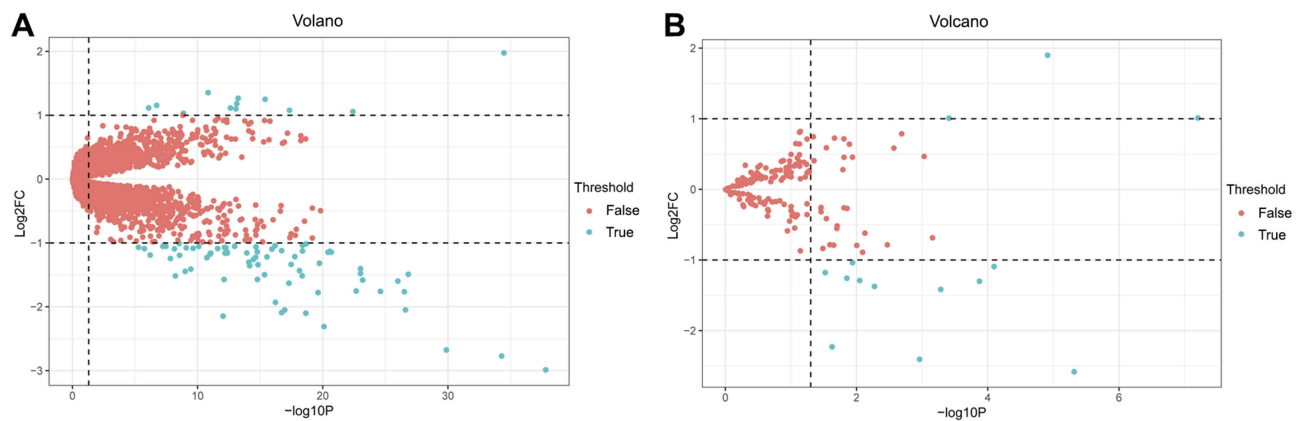 A
Volano
2
1
0
−1
−2
−3
Log2FC
0
10
20
30
−log10P
Threshold
False
True
B
Volcano
2
1
0
−1
−2
Log2FC
0
2
4
6
−log10P
Threshold
False
True